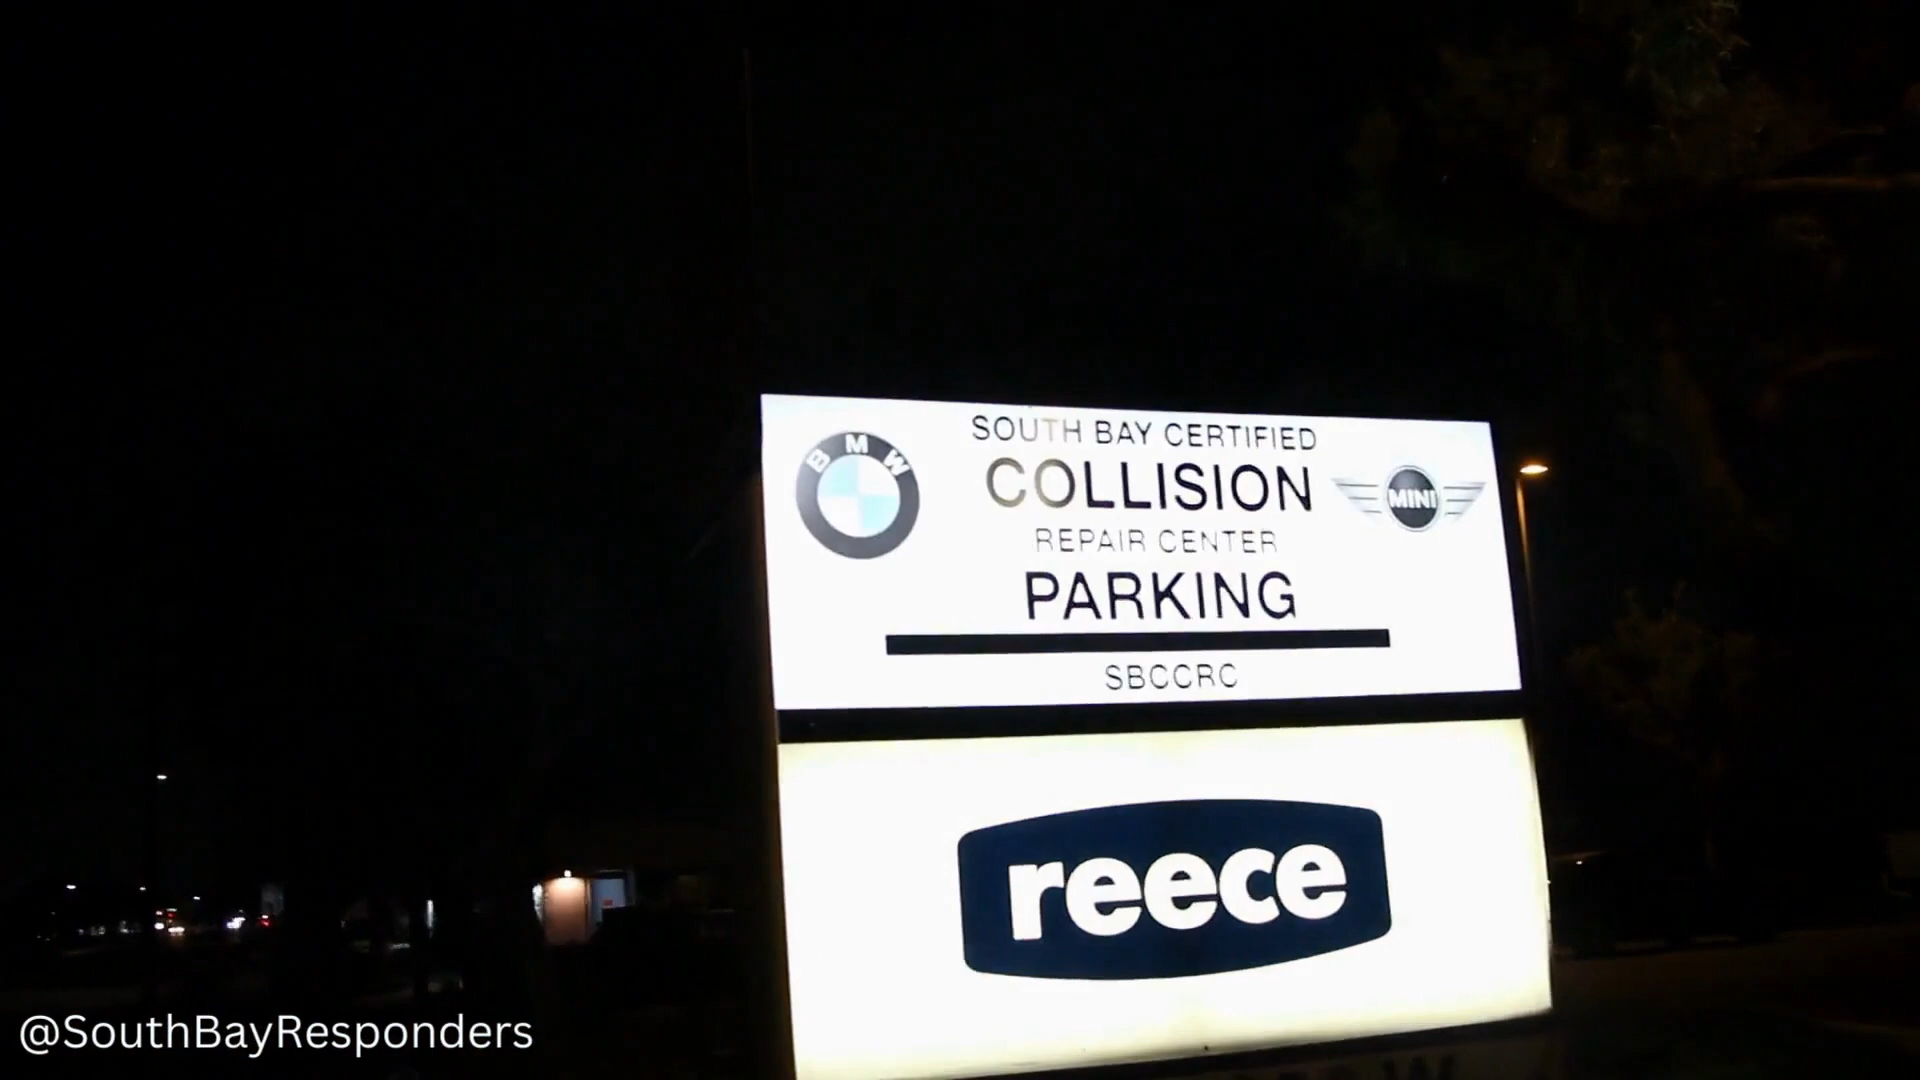 BMW
SOUTH BAY CERTIFIED
COLLISION
REPAIR CENTER
MINI
PARKING
SBCCRC
reece
@SouthBayResponders